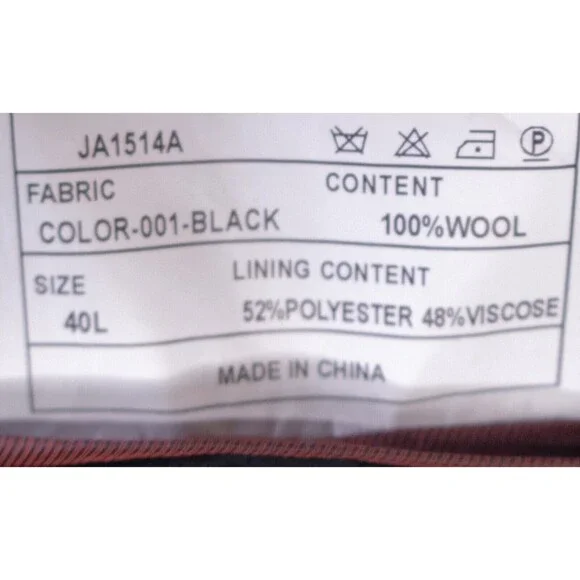 JA1514A P
FABRIC CONTENT
COLOR-001-BLACK 100%WOOL
SIZE LINING CONTENT
40L 52%POLYESTER 48%VISCOSE
MADE IN CHINA